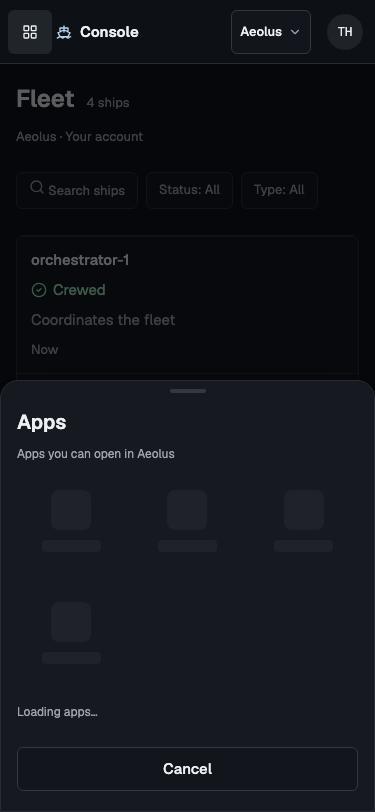 Console
Aeolus
TH
Fleet 4 ships
Aeolus · Your account
Search ships
Status: All
Type: All
orchestrator-1
Crewed
Coordinates the fleet
Now
Apps
Apps you can open in Aeolus
Loading apps...
Cancel